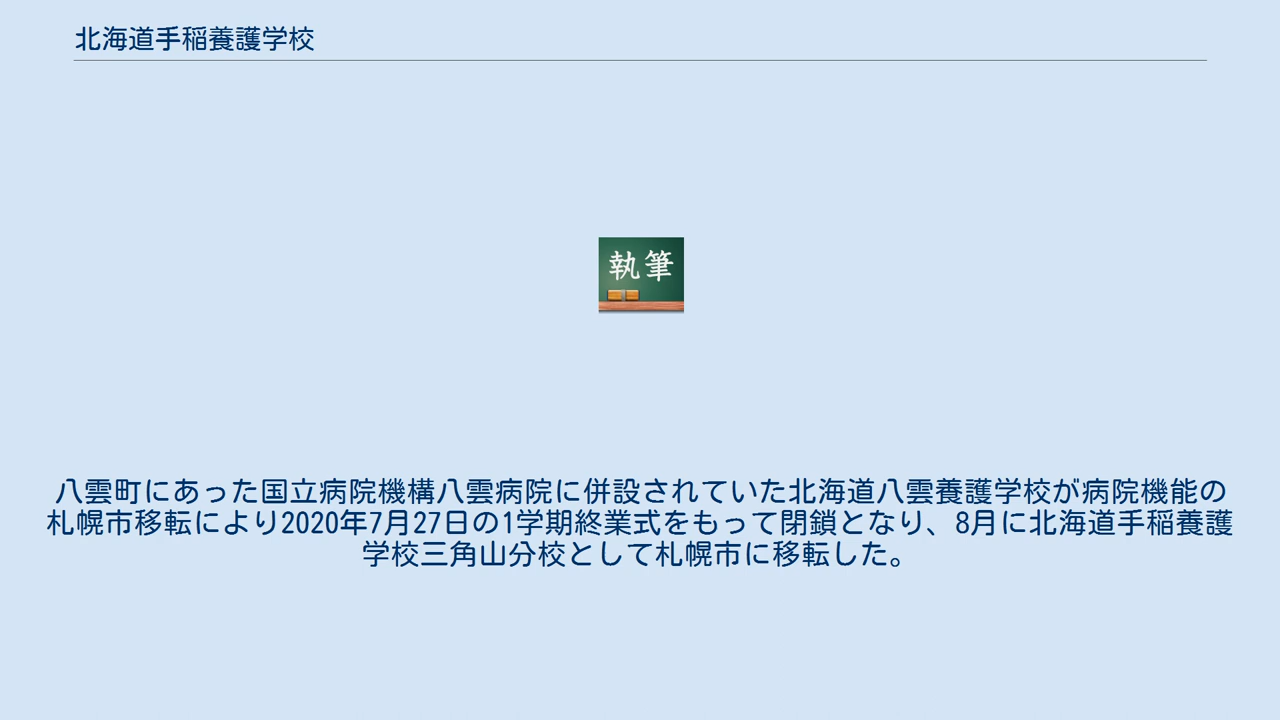 北海道手稲養護学校
執筆
八雲町にあった国立病院機構八雲病院に併設されていた北海道八雲養護学校が病院機能の
札幌市移転により2020年7月27日の1学期終業式をもって閉鎖となり、8月に北海道手稲養護
学校三角山分校として札幌市に移転した。